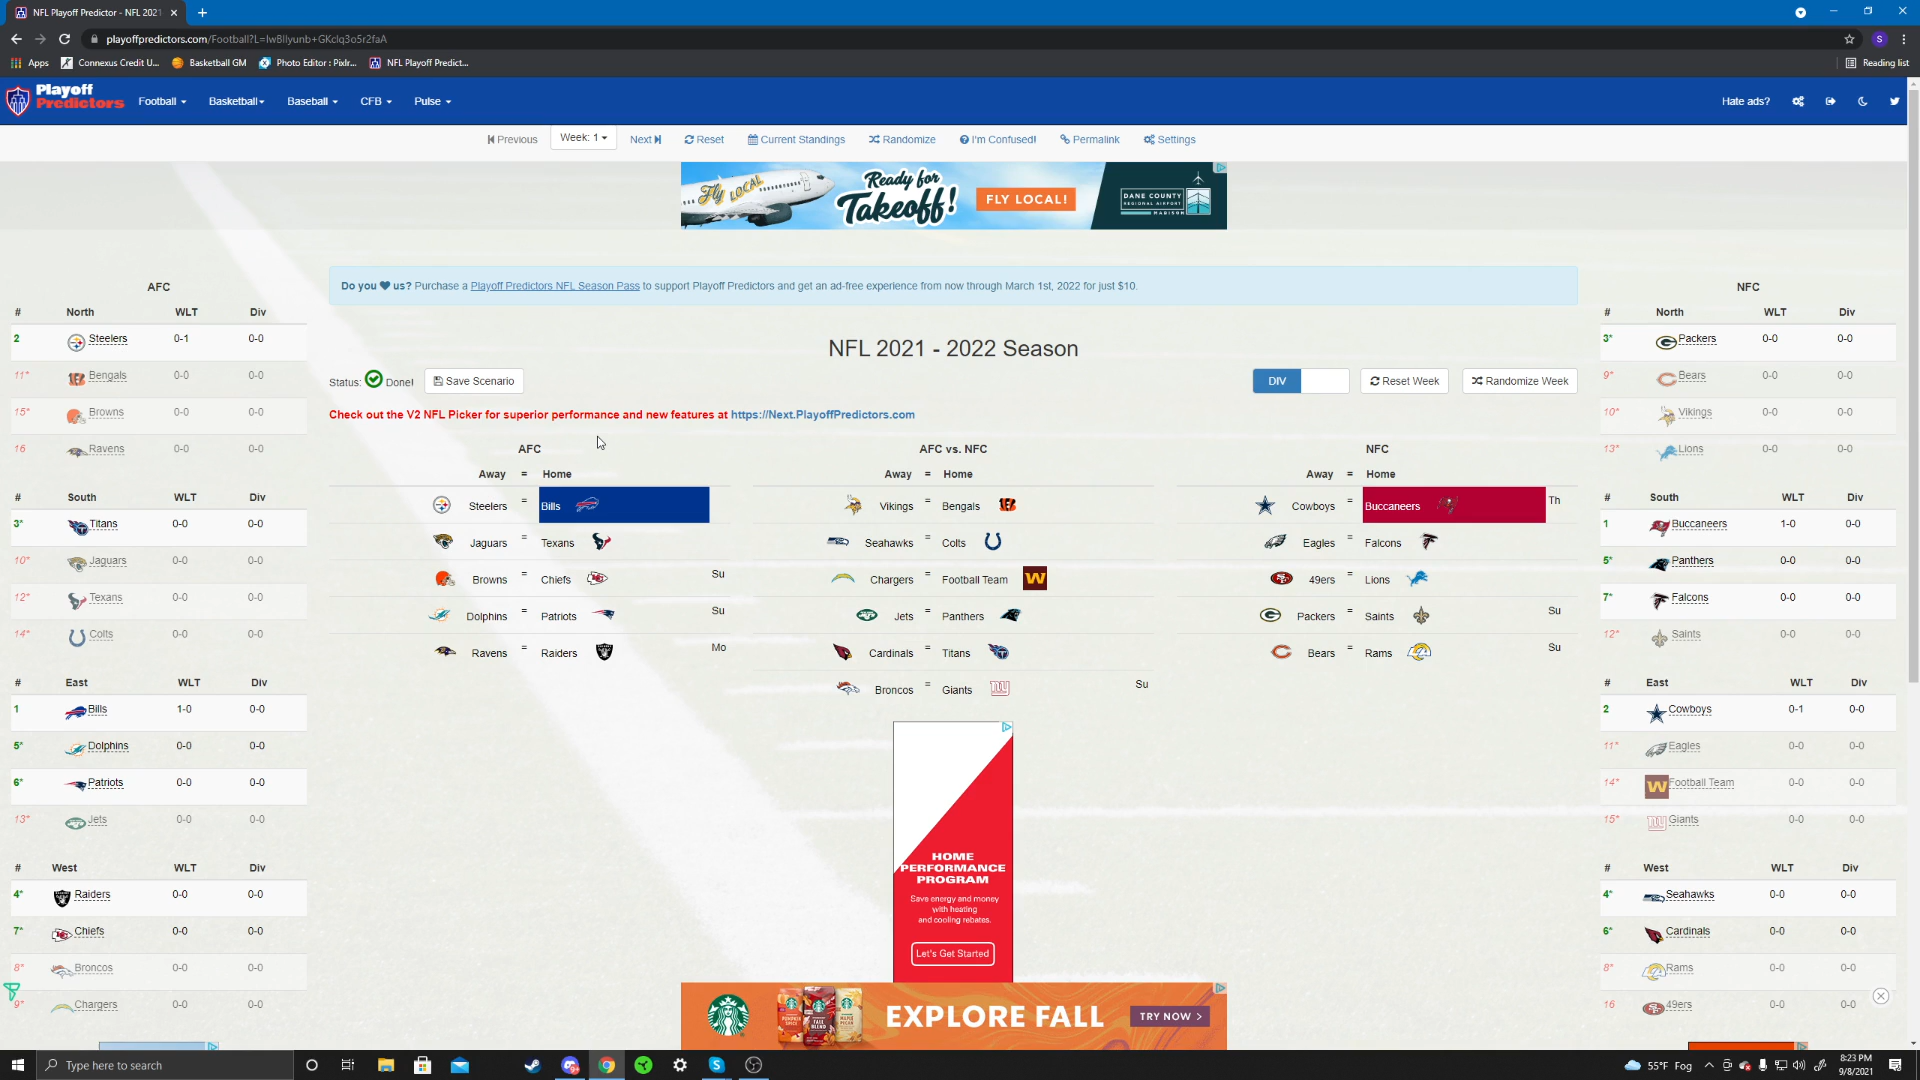 NFL Playoff Predictor - NFL 2021
playoffpredictors.com/Football?L=IwBIlyunb+GKclq3o5r2faA
S
Apps Connexus Credit U... Basketball GM Photo Editor : Pixlr... NFL Playoff Predict... Reading list
Playoff Predictors Football Basketball Baseball CFB Pulse Hate ads?
Previous Week: 1 Next Reset Current Standings Randomize I'm Confused! Permalink Settings
FLY LOCAL Ready for Takeoff! FLY LOCAL! DANE COUNTY REGIONAL AIRPORT MADISON
Do you ♥ us? Purchase a Playoff Predictors NFL Season Pass to support Playoff Predictors and get an ad-free experience from now through March 1st, 2022 for just $10.
NFL 2021 - 2022 Season
Status: Done! Save Scenario DIV Reset Week Randomize Week
Check out the V2 NFL Picker for superior performance and new features at https://Next.PlayoffPredictors.com
AFC
# North WLT Div
2 Steelers 0-1 0-0
11* Bengals 0-0 0-0
15* Browns 0-0 0-0
16 Ravens 0-0 0-0
# South WLT Div
3* Titans 0-0 0-0
10* Jaguars 0-0 0-0
12* Texans 0-0 0-0
14* Colts 0-0 0-0
# East WLT Div
1 Bills 1-0 0-0
5* Dolphins 0-0 0-0
6* Patriots 0-0 0-0
13* Jets 0-0 0-0
# West WLT Div
4* Raiders 0-0 0-0
7* Chiefs 0-0 0-0
8* Broncos 0-0 0-0
9* Chargers 0-0 0-0
AFC
Away = Home
Steelers = Bills
Jaguars = Texans
Browns = Chiefs Su
Dolphins = Patriots Su
Ravens = Raiders Mo
AFC vs. NFC
Away = Home
Vikings = Bengals
Seahawks = Colts
Chargers = Football Team W
Jets = Panthers
Cardinals = Titans
Broncos = Giants Su
NFC
Away = Home
Cowboys = Buccaneers Th
Eagles = Falcons
49ers = Lions
Packers = Saints Su
Bears = Rams Su
HOME
PERFORMANCE
PROGRAM
Save energy and money
with heating
and cooling rebates.
Let's Get Started
NFC
# North WLT Div
3* Packers 0-0 0-0
9* Bears 0-0 0-0
10* Vikings 0-0 0-0
13* Lions 0-0 0-0
# South WLT Div
1 Buccaneers 1-0 0-0
5* Panthers 0-0 0-0
7* Falcons 0-0 0-0
12* Saints 0-0 0-0
# East WLT Div
2 Cowboys 0-1 0-0
11* Eagles 0-0 0-0
14* Football Team 0-0 0-0
15* Giants 0-0 0-0
# West WLT Div
4* Seahawks 0-0 0-0
6* Cardinals 0-0 0-0
8* Rams 0-0 0-0
16 49ers 0-0 0-0
EXPLORE FALL TRY NOW >
Type here to search
55°F Fog
8:23 PM
9/8/2021